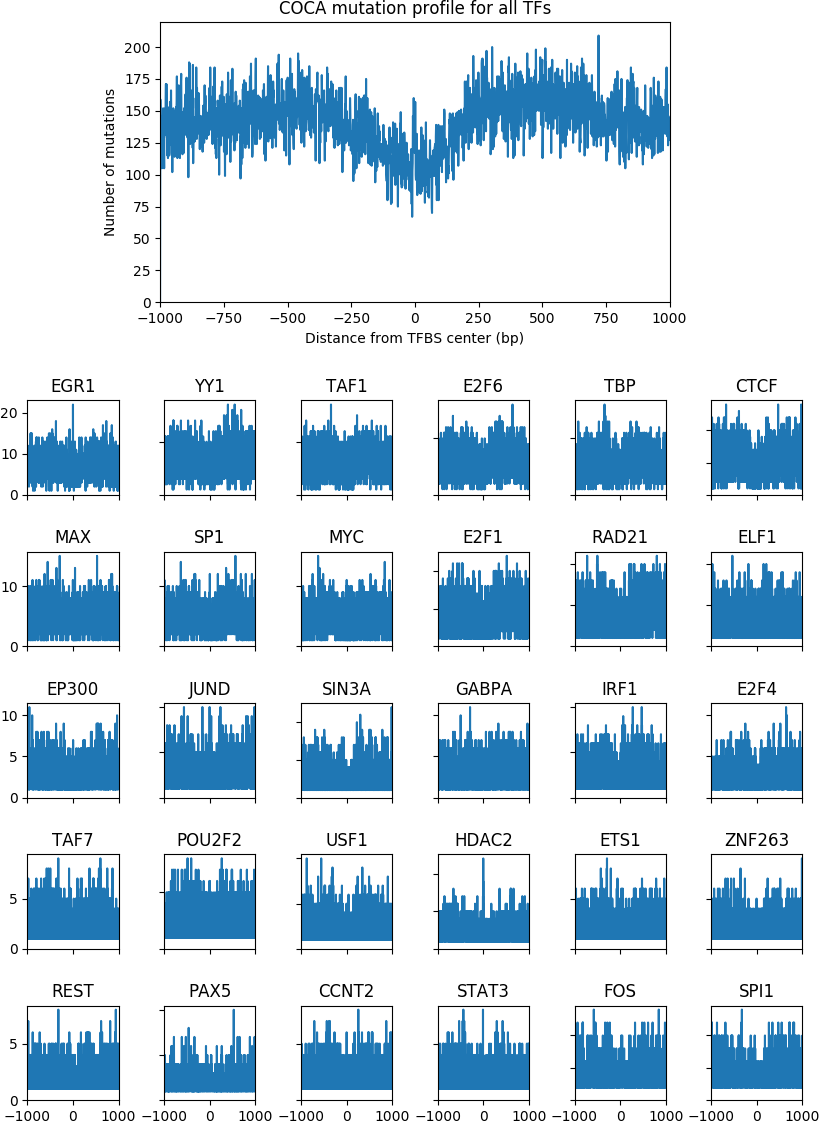 COCA mutation profile for all TFs
200
175
150
125
100
75
50
25
0
Number of mutations
−1000 −750 −500 −250 0 250 500 750 1000
Distance from TFBS center (bp)
EGR1 YY1 TAF1 E2F6 TBP CTCF
20
10
0
MAX SP1 MYC E2F1 RAD21 ELF1
10
0
EP300 JUND SIN3A GABPA IRF1 E2F4
10
5
0
TAF7 POU2F2 USF1 HDAC2 ETS1 ZNF263
5
0
REST PAX5 CCNT2 STAT3 FOS SPI1
5
0
−1000 0 1000 −1000 0 1000 −1000 0 1000 −1000 0 1000 −1000 0 1000 −1000 0 1000